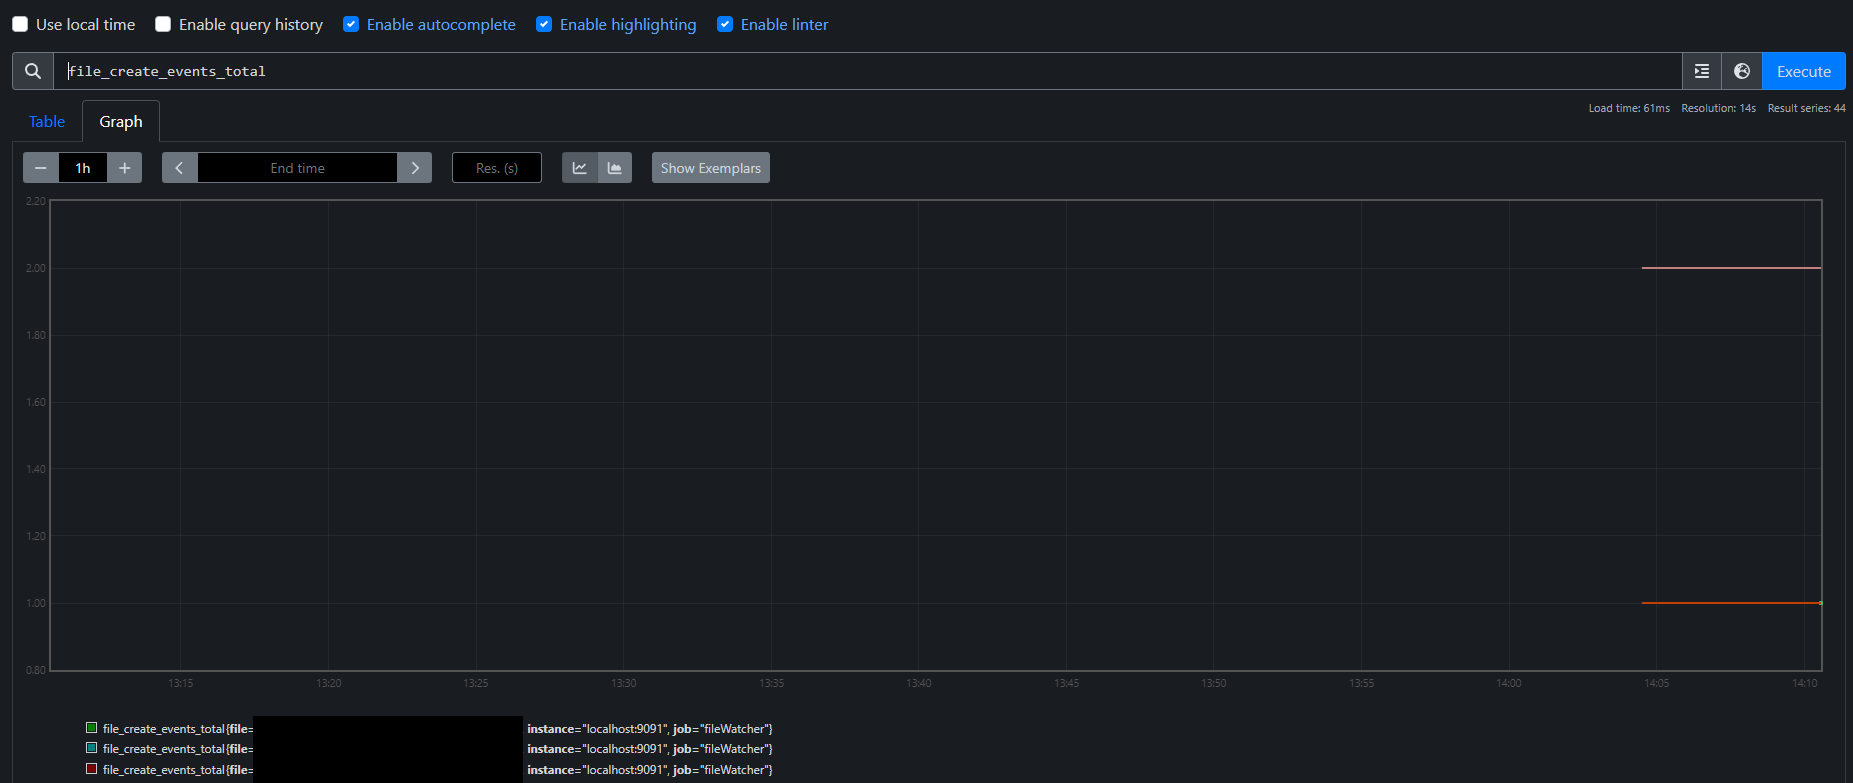 Use local time Enable query history Enable autocomplete Enable highlighting Enable linter
file_create_events_total Execute
Load time: 61ms Resolution: 14s Result series: 44
Table Graph
1h End time Res. (s) Show Exemplars
2.20
2.00
1.80
1.60
1.40
1.20
1.00
0.80
13:15 13:20 13:25 13:30 13:35 13:40 13:45 13:50 13:55 14:00 14:05 14:10
file_create_events_total{file= instance="localhost:9091", job="fileWatcher"}
file_create_events_total{file= instance="localhost:9091", job="fileWatcher"}
file_create_events_total{file= instance="localhost:9091", job="fileWatcher"}